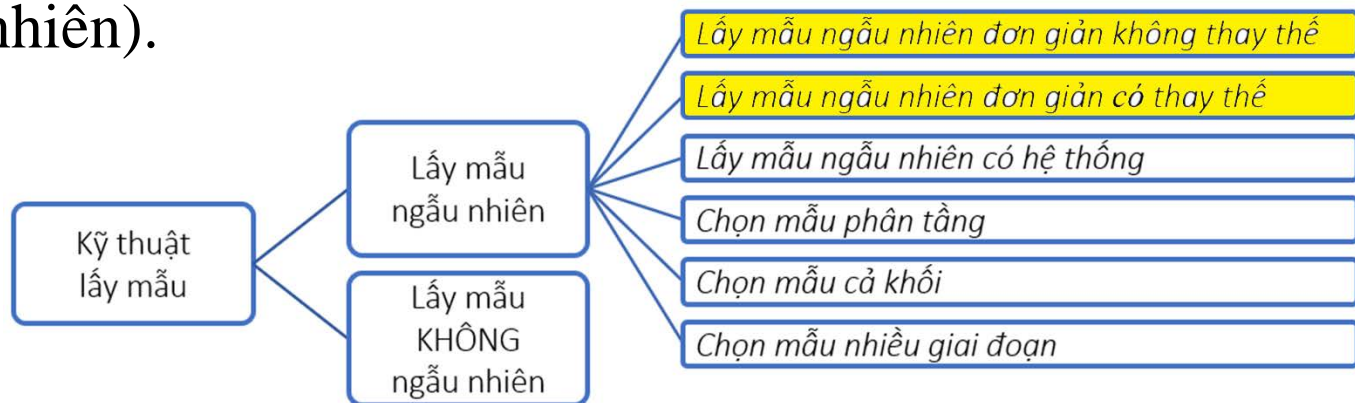 nhiên).
Kỹ thuật
lấy mẫu
Lấy mẫu
ngẫu nhiên
Lấy mẫu
KHÔNG
ngẫu nhiên
Lấy mẫu ngẫu nhiên đơn giản không thay thế
Lấy mẫu ngẫu nhiên đơn giản có thay thế
Lấy mẫu ngẫu nhiên có hệ thống
Chọn mẫu phân tầng
Chọn mẫu cả khối
Chọn mẫu nhiều giai đoạn